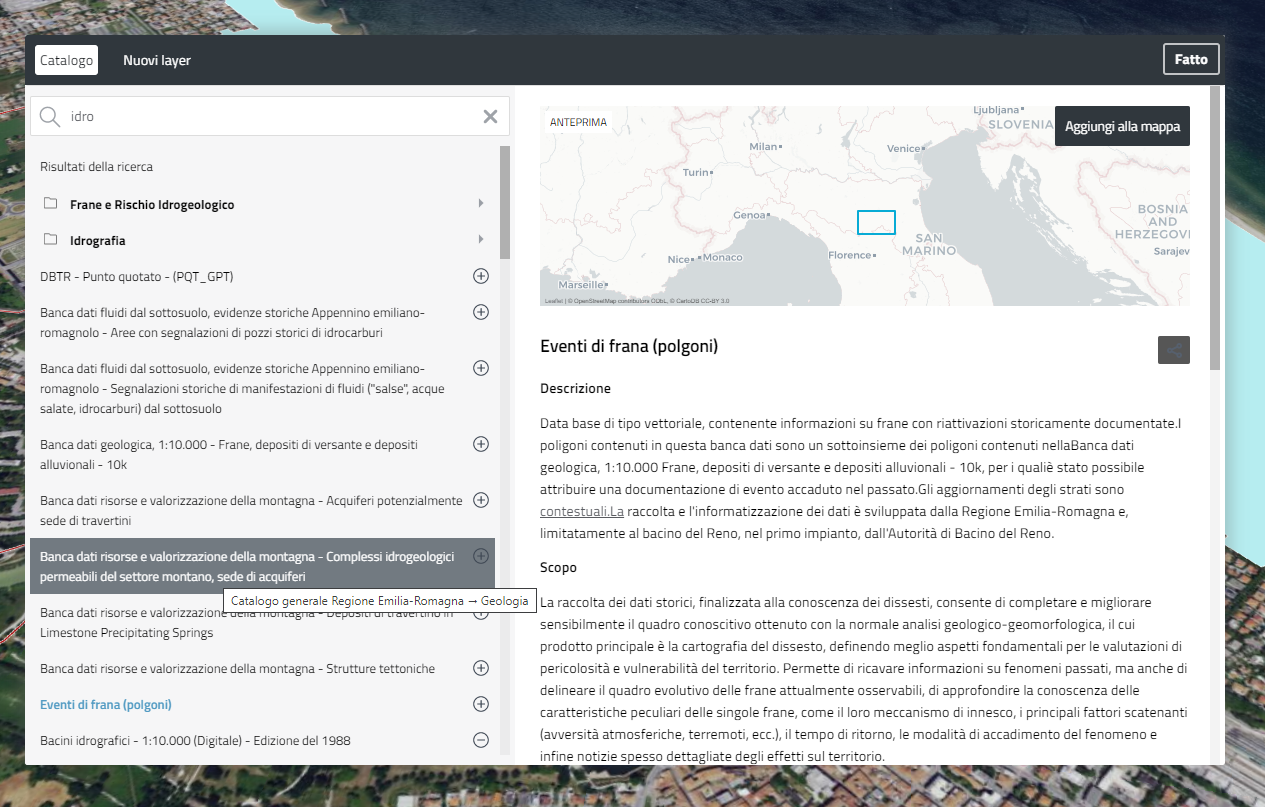 Catalogo
Nuovi layer
Fatto
idro
Risultati della ricerca
Frane e Rischio Idrogeologico
Idrografia
DBTR - Punto quotato - (PQT_GPT)
Banca dati fluidi dal sottosuolo, evidenze storiche Appennino emiliano-
romagnolo - Aree con segnalazioni di pozzi storici di idrocarburi
Banca dati fluidi dal sottosuolo, evidenze storiche Appennino emiliano-
romagnolo - Segnalazioni storiche di manifestazioni di fluidi ("salse", acque
salate, idrocarburi) dal sottosuolo
Banca dati geologica, 1:10.000 - Frane, depositi di versante e depositi
alluvionali - 10k
Banca dati risorse e valorizzazione della montagna - Acquiferi potenzialmente
sede di travertini
Banca dati risorse e valorizzazione della montagna - Complessi idrogeologici
permeabili del settore montano, sede di acquiferi
Catalogo generale Regione Emilia-Romagna → Geologia
Banca dati risorse e valorizzazione della montagna - Depositi di travertino in
Limestone Precipitating Springs
Banca dati risorse e valorizzazione della montagna - Strutture tettoniche
Eventi di frana (polgoni)
Bacini idrografici - 1:10.000 (Digitale) - Edizione del 1988
ANTEPRIMA
Aggiungi alla mappa
Ljubljana
SLOVENIA
Milan
Venice
Turin
Genoa
BOSNIA
AND
HERZEGOVI
SAN
MARINO
Sarajev
Florence
Nice
Monaco
Marseille
Leaflet | © OpenStreetMap contributors ODbL, © CartoDB CC-BY 3.0
Eventi di frana (polgoni)
Descrizione
Data base di tipo vettoriale, contenente informazioni su frane con riattivazioni storicamente documentate.I
poligoni contenuti in questa banca dati sono un sottoinsieme dei poligoni contenuti nellaBanca dati
geologica, 1:10.000 Frane, depositi di versante e depositi alluvionali - 10k, per i qualiè stato possibile
attribuire una documentazione di evento accaduto nel passato.Gli aggiornamenti degli strati sono
contestuali.La raccolta e l'informatizzazione dei dati è sviluppata dalla Regione Emilia-Romagna e,
limitatamente al bacino del Reno, nel primo impianto, dall'Autorità di Bacino del Reno.
Scopo
La raccolta dei dati storici, finalizzata alla conoscenza dei dissesti, consente di completare e migliorare
sensibilmente il quadro conoscitivo ottenuto con la normale analisi geologico-geomorfologica, il cui
prodotto principale è la cartografia del dissesto, definendo meglio aspetti fondamentali per le valutazioni di
pericolosità e vulnerabilità del territorio. Permette di ricavare informazioni su fenomeni passati, ma anche di
delineare il quadro evolutivo delle frane attualmente osservabili, di approfondire la conoscenza delle
caratteristiche peculiari delle singole frane, come il loro meccanismo di innesco, i principali fattori scatenanti
(avversità atmosferiche, terremoti, ecc.), il tempo di ritorno, le modalità di accadimento del fenomeno e
infine notizie spesso dettagliate degli effetti sul territorio.